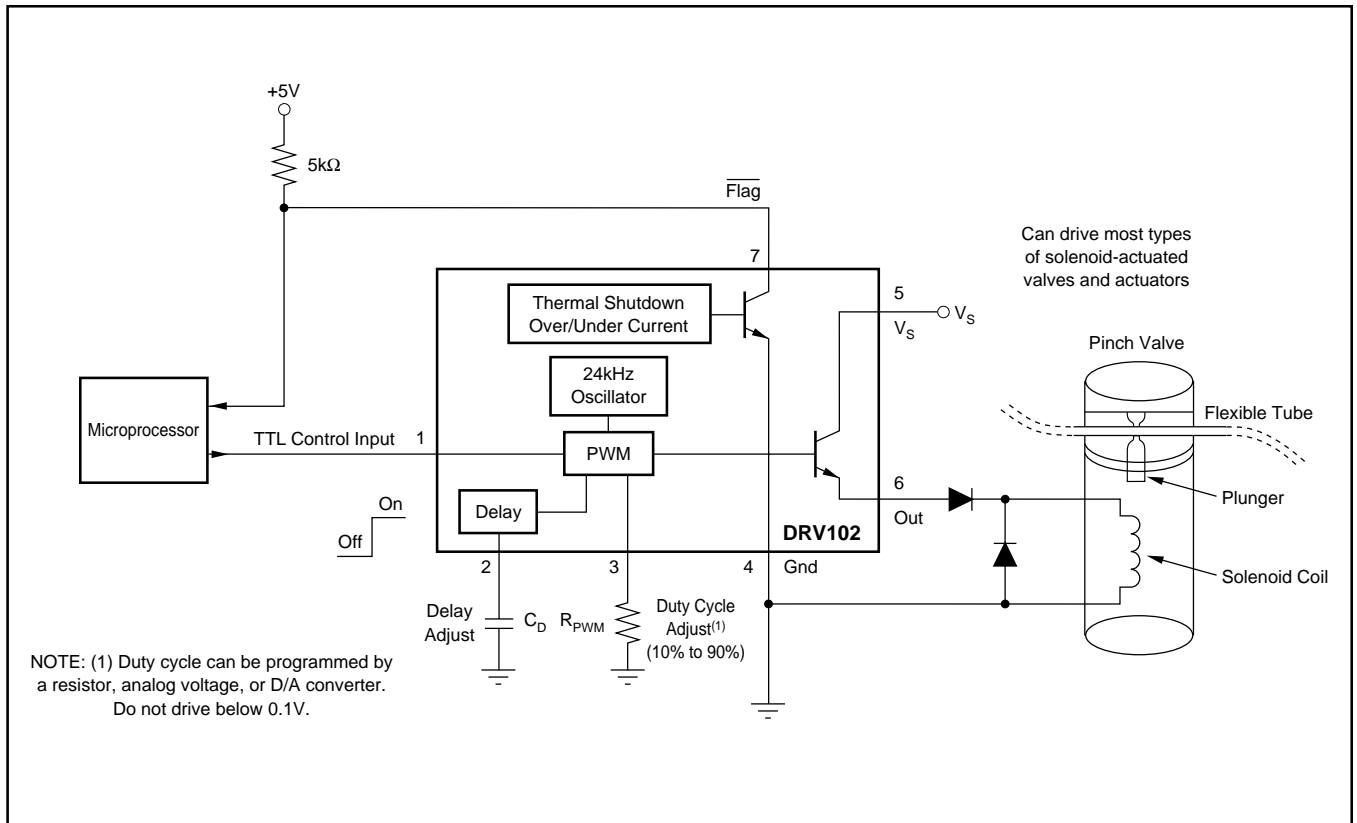 +5V
5kΩ
Flag
Can drive most types
of solenoid-actuated
valves and actuators
7
Thermal Shutdown
Over/Under Current
5
V_S
V_S
Pinch Valve
24kHz
Oscillator
Flexible Tube
Microprocessor
TTL Control Input
1
PWM
Plunger
6
Out
On
Off
Delay
DRV102
Solenoid Coil
2
3
4
Gnd
Delay
Adjust
C_D
R_PWM
Duty Cycle
Adjust(1)
(10% to 90%)
NOTE: (1) Duty cycle can be programmed by
a resistor, analog voltage, or D/A converter.
Do not drive below 0.1V.